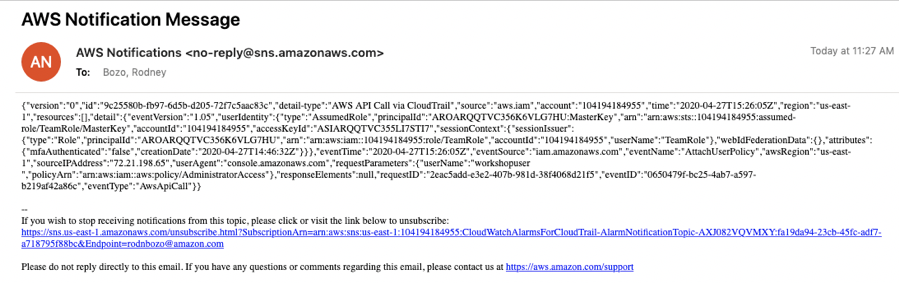 AWS Notification Message
AN
AWS Notifications <no-reply@sns.amazonaws.com>
Today at 11:27 AM
To: Bozo, Rodney
{"version":"0","id":"9c25580b-fb97-6d5b-d205-72f7c5aac83c","detail-type":"AWS API Call via CloudTrail","source":"aws.iam","account":"104194184955","time":"2020-04-27T15:26:05Z","region":"us-east-
1","resources":[],"detail":{"eventVersion":"1.05","userIdentity":{"type":"AssumedRole","principalId":"AROARQQTVC356K6VLG7HU:MasterKey","arn":"arn:aws:sts::104194184955:assumed-
role/TeamRole/MasterKey","accountId":"104194184955","accessKeyId":"ASIARQQTVC355LI7STI7","sessionContext":{"sessionIssuer":
{"type":"Role","principalId":"AROARQQTVC356K6VLG7HU","arn":"arn:aws:iam::104194184955:role/TeamRole","accountId":"104194184955","userName":"TeamRole"},"webIdFederationData":{},"attributes":
{"mfaAuthenticated":"false","creationDate":"2020-04-27T14:46:32Z"}}},"eventTime":"2020-04-27T15:26:05Z","eventSource":"iam.amazonaws.com","eventName":"AttachUserPolicy","awsRegion":"us-east-
1","sourceIPAddress":"72.21.198.65","userAgent":"console.amazonaws.com","requestParameters":{"userName":"workshopuser
","policyArn":"arn:aws:iam::aws:policy/AdministratorAccess"},"responseElements":null,"requestID":"2eac5add-e3e2-407b-981d-38f4068d21f5","eventID":"0650479f-bc25-4ab7-a597-
b219af42a86c","eventType":"AwsApiCall"}}
--
If you wish to stop receiving notifications from this topic, please click or visit the link below to unsubscribe:
https://sns.us-east-1.amazonaws.com/unsubscribe.html?SubscriptionArn=arn:aws:sns:us-east-1:104194184955:CloudWatchAlarmsForCloudTrail-AlarmNotificationTopic-AXJ082VQVMXY:fa19da94-23cb-45fc-adf7-
a718795f88bc&Endpoint=rodnbozo@amazon.com
Please do not reply directly to this email. If you have any questions or comments regarding this email, please contact us at https://aws.amazon.com/support